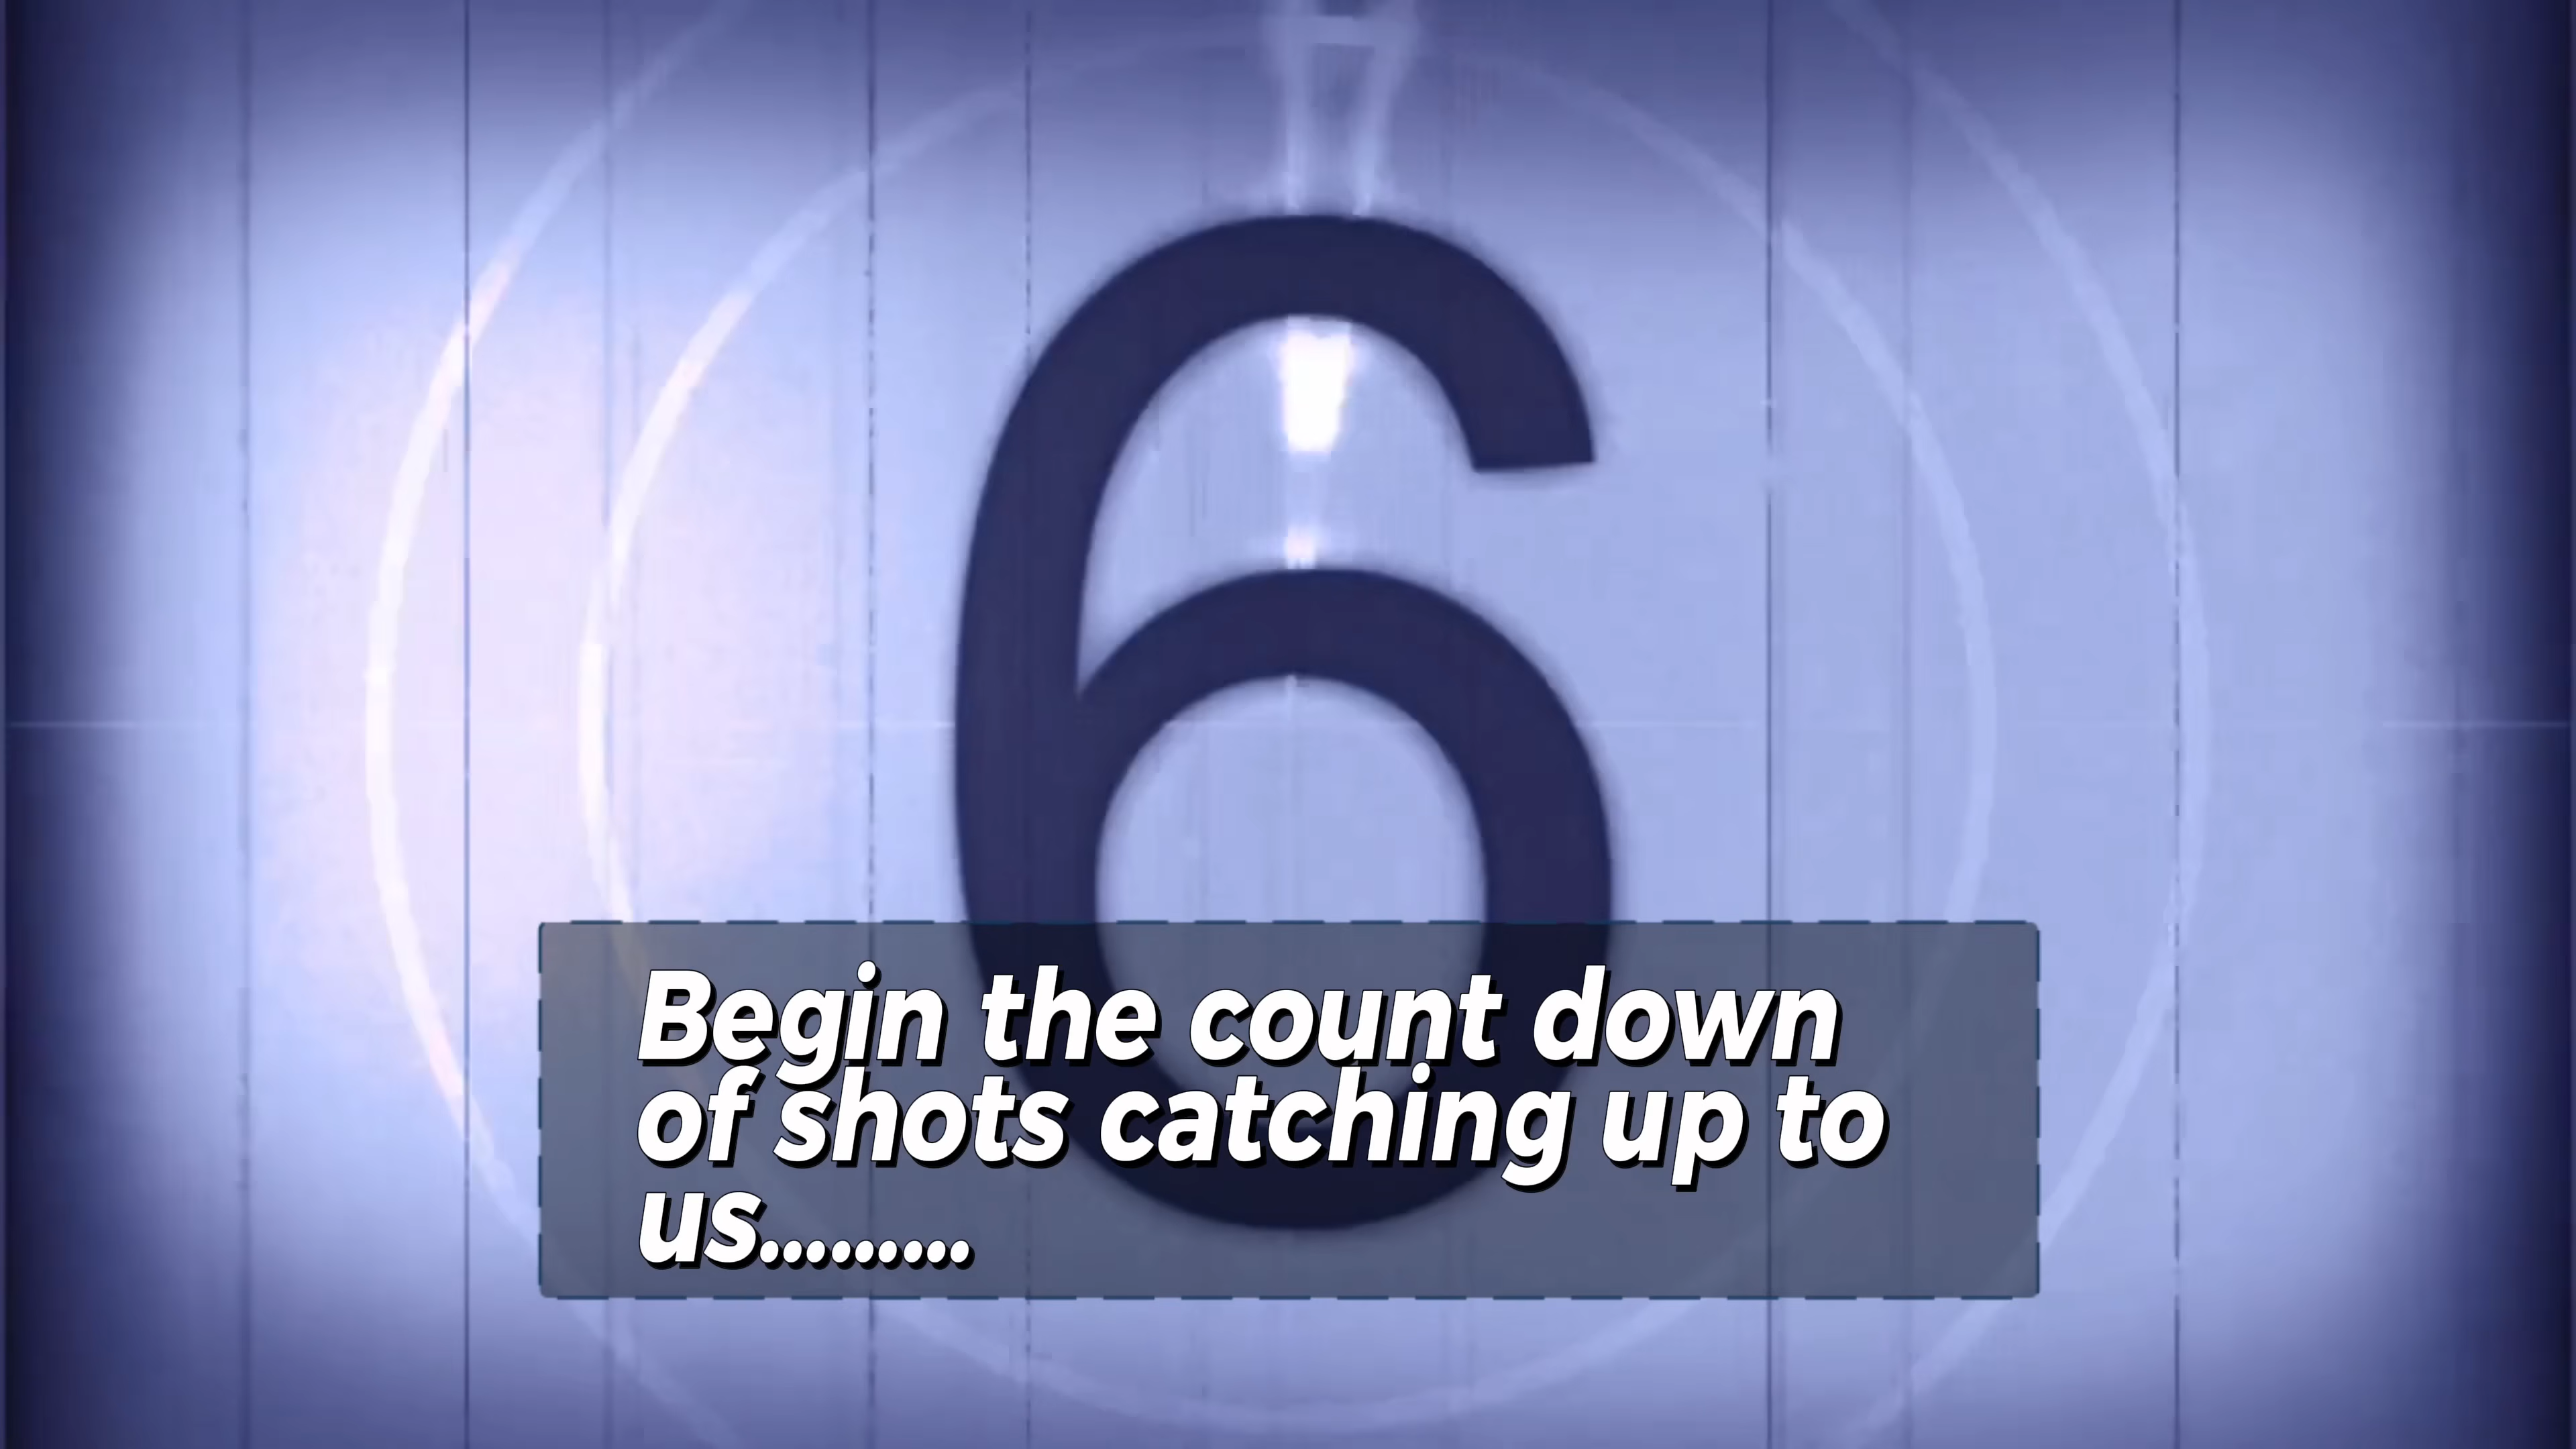 6
Begin the count down
of shots catching up to
us.........